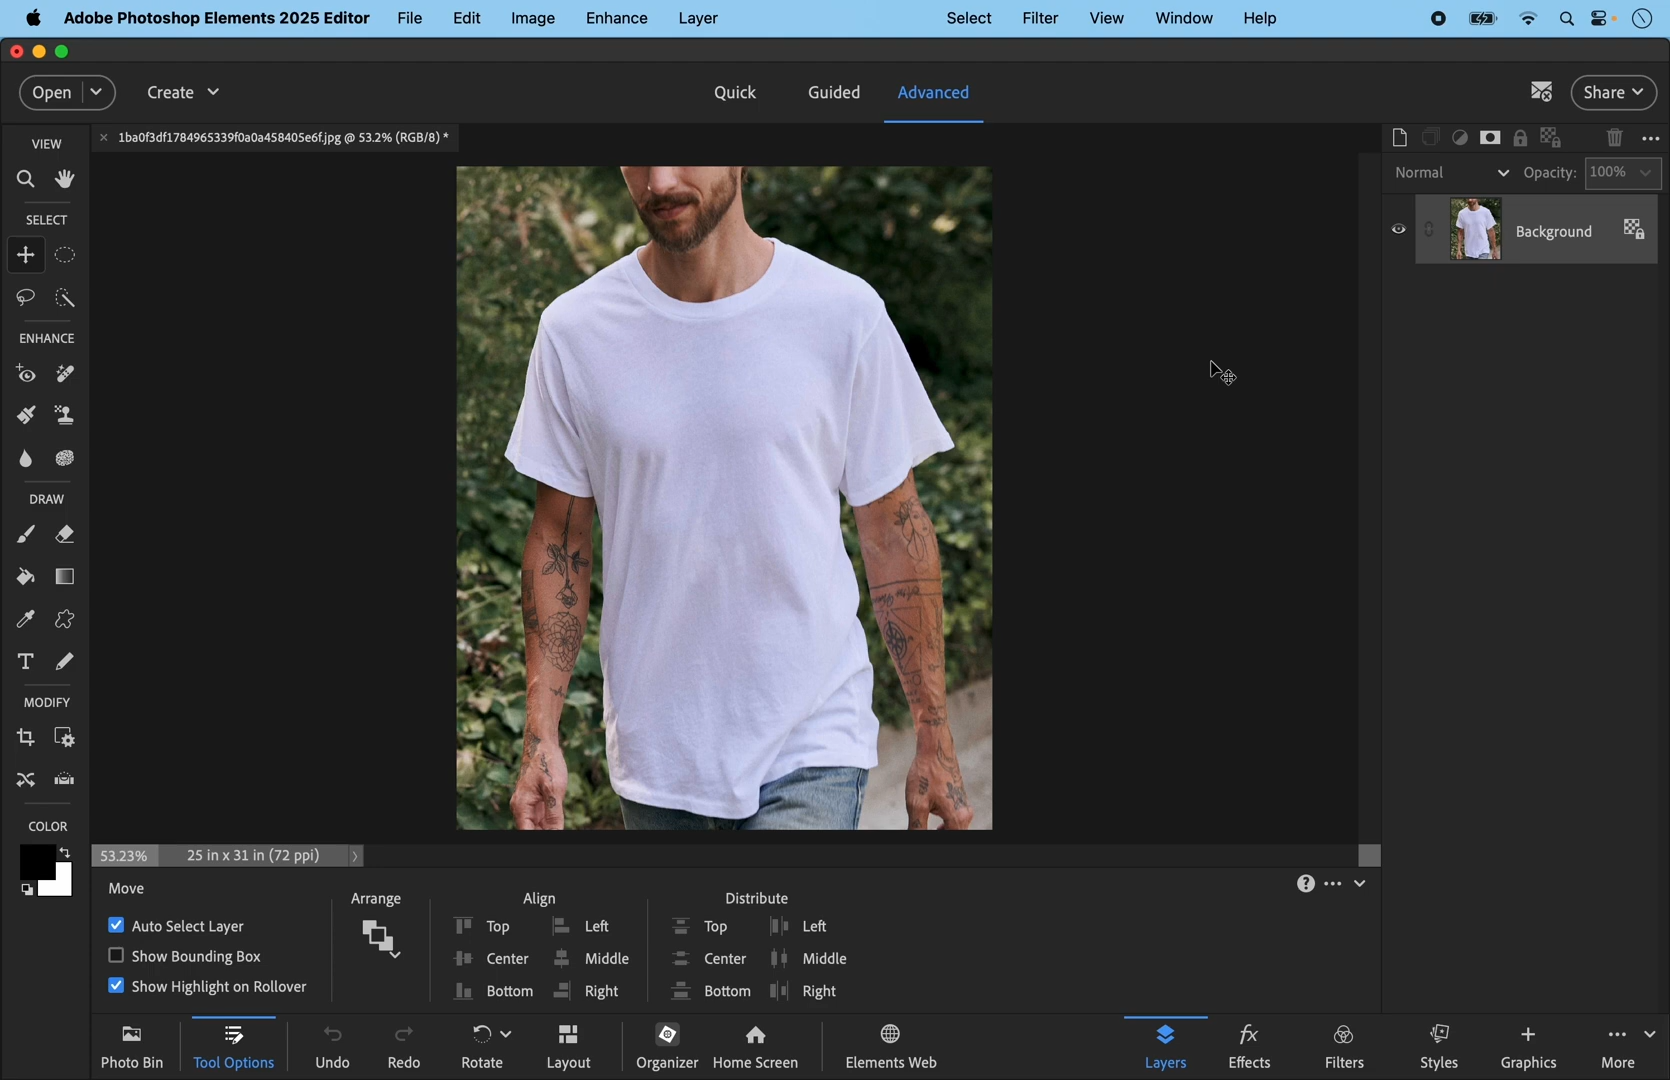 Adobe Photoshop Elements 2025 Editor File Edit Image Enhance Layer Select Filter View Window Help
Open Create Quick Guided Advanced Share
VIEW
× 1ba0f3df1784965339f0a0a458405e6f.jpg @ 53.2% (RGB/8) *
Normal Opacity: 100%
SELECT
Background
ENHANCE
DRAW
T
MODIFY
COLOR
53.23% 25 in x 31 in (72 ppi)
Move
Arrange Align Distribute
Auto Select Layer Top Left Top Left
Show Bounding Box Center Middle Center Middle
Show Highlight on Rollover Bottom Right Bottom Right
Photo Bin Tool Options Undo Redo Rotate Layout Organizer Home Screen Elements Web Layers Effects Filters Styles Graphics More